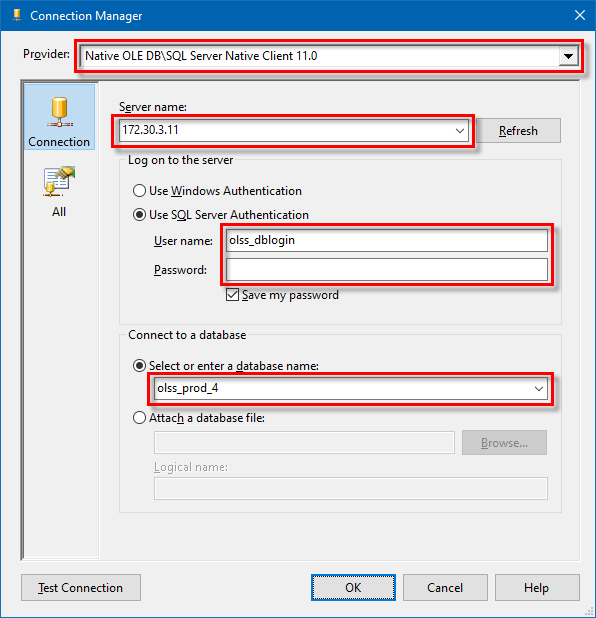 Connection Manager
Provider: Native OLE DB\SQL Server Native Client 11.0
Connection
All
Server name:
172.30.3.11 Refresh
Log on to the server
Use Windows Authentication
Use SQL Server Authentication
User name: olss_dblogin
Password:
Save my password
Connect to a database
Select or enter a database name:
olss_prod_4
Attach a database file:
Browse...
Logical name:
Test Connection OK Cancel Help